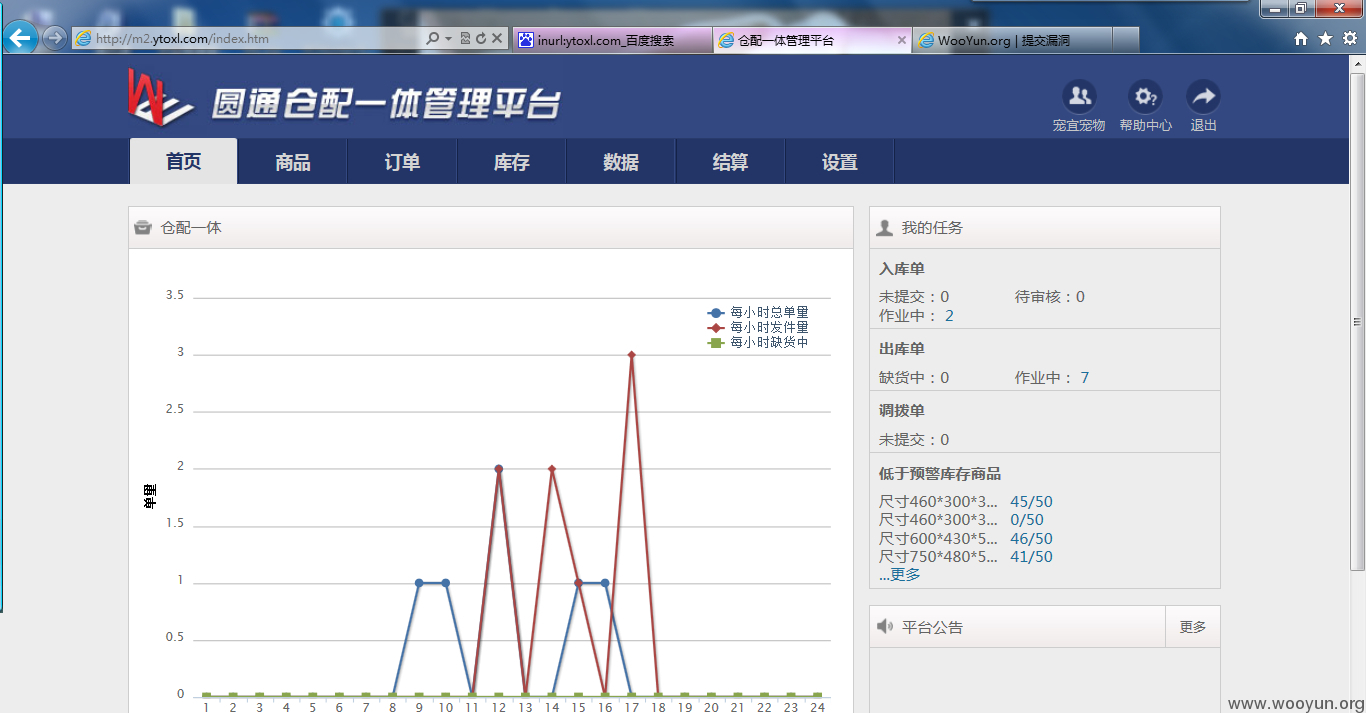 http://m2.ytoxl.com/index.htm
inurl:ytoxl.com_百度搜索
仓配一体管理平台
WooYun.org | 提交漏洞
圆通仓配一体管理平台
宠宜宠物 帮助中心 退出
首页 商品 订单 库存 数据 结算 设置
仓配一体
3.5
3
2.5
2
1.5
1
0.5
0
单量
每小时总单量
每小时发件量
每小时缺货中
1 2 3 4 5 6 7 8 9 10 11 12 13 14 15 16 17 18 19 20 21 22 23 24
我的任务
入库单
未提交：0 待审核：0
作业中： 2
出库单
缺货中：0 作业中： 7
调拨单
未提交：0
低于预警库存商品
尺寸460*300*3... 45/50
尺寸460*300*3... 0/50
尺寸600*430*5... 46/50
尺寸750*480*5... 41/50
...更多
平台公告 更多
www.wooyun.org